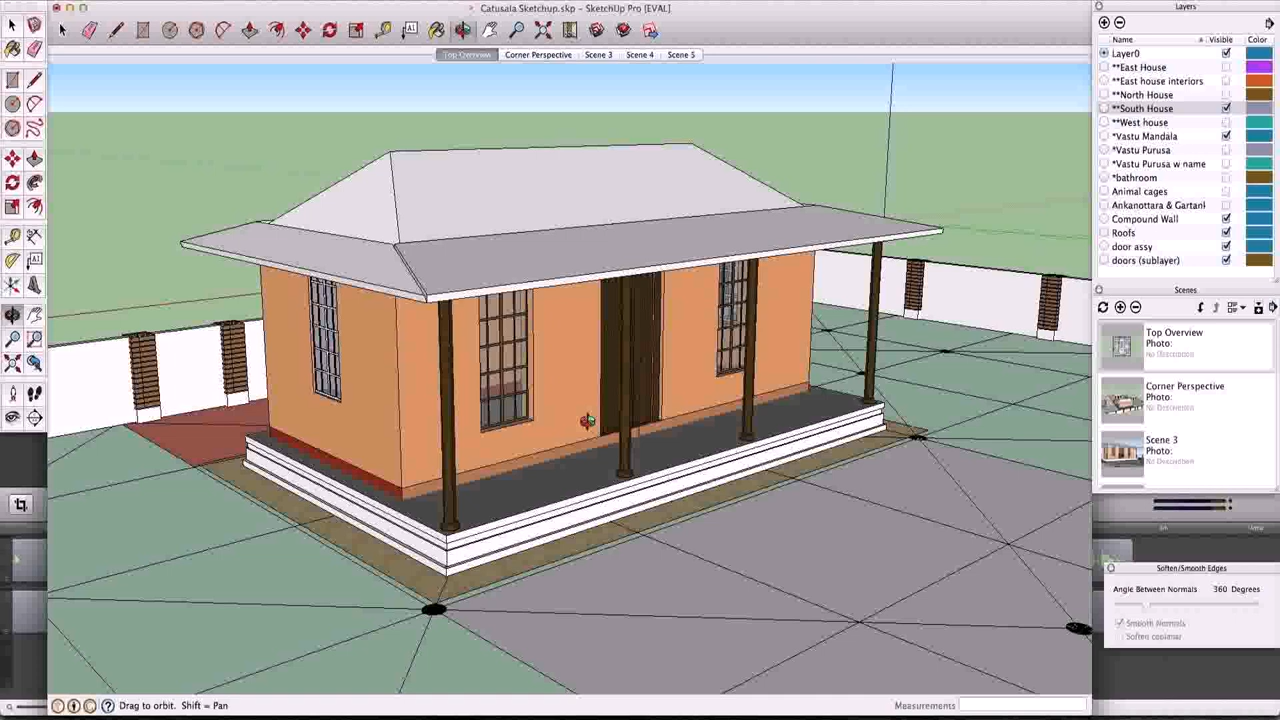 Catusala Sketchup.skp - SketchUp Pro [EVAL]
Top Overview
Corner Perspective
Scene 3
Scene 4
Scene 5
Layers
Name
Visible
Color
Layer0
**East House
**East house interiors
**North House
**South House
**West house
*Vastu Mandala
*Vastu Purusa
*Vastu Purusa w name
*bathroom
Animal cages
Ankanottara & Gartank
Compound Wall
Roofs
door assy
doors (sublayer)
Scenes
Top Overview
Photo:
No Description
Corner Perspective
Photo:
No Description
Scene 3
Photo:
No Description
Soften/Smooth Edges
Angle Between Normals 360 Degrees
Smooth Normals
Soften coplanar
Drag to orbit. Shift = Pan
Measurements